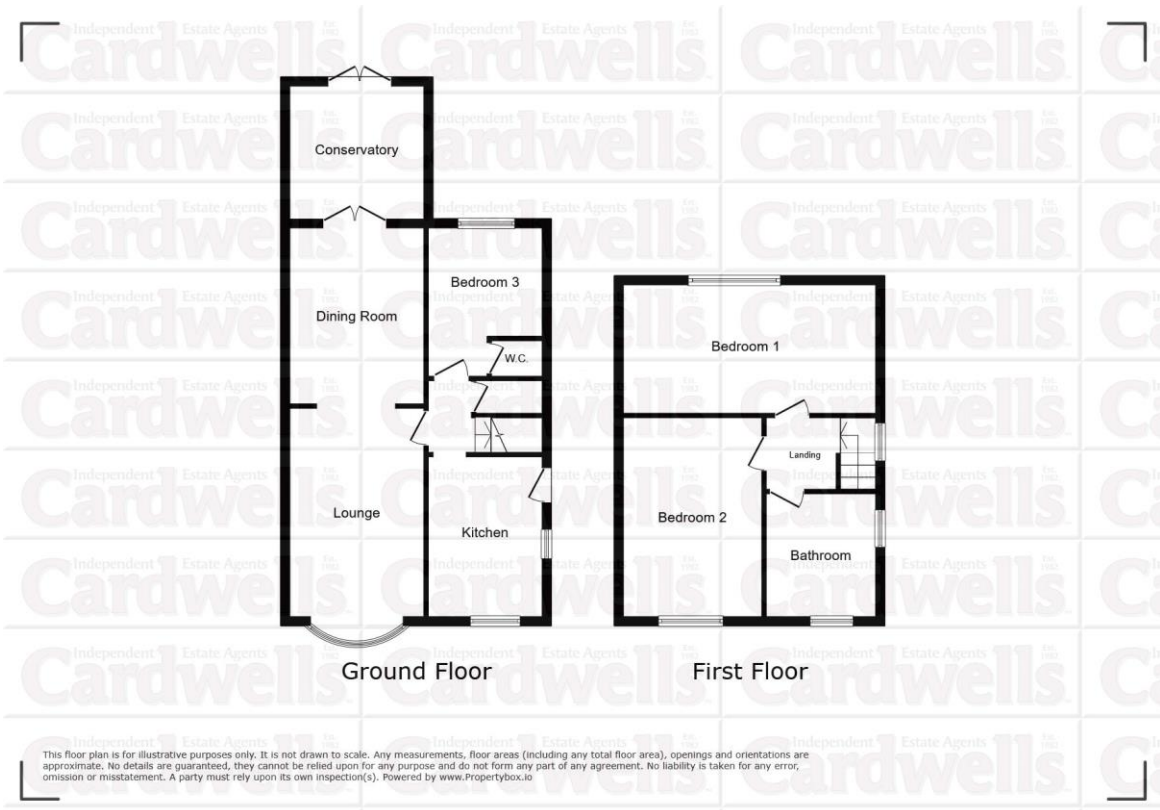 Independent Estate Agents Est. 1982
Cardwells
Conservatory
Bedroom 3
Dining Room
W.C.
Bedroom 1
Landing
Lounge
Kitchen
Bedroom 2
Bathroom
Ground Floor
First Floor
This floor plan is for illustrative purposes only. It is not drawn to scale. Any measurements, floor areas (including any total floor area), openings and orientations are
approximate. No details are guaranteed, they cannot be relied upon for any purpose and do not form any part of any agreement. No liability is taken for any error,
omission or misstatement. A party must rely upon its own inspection(s). Powered by www.Propertybox.io